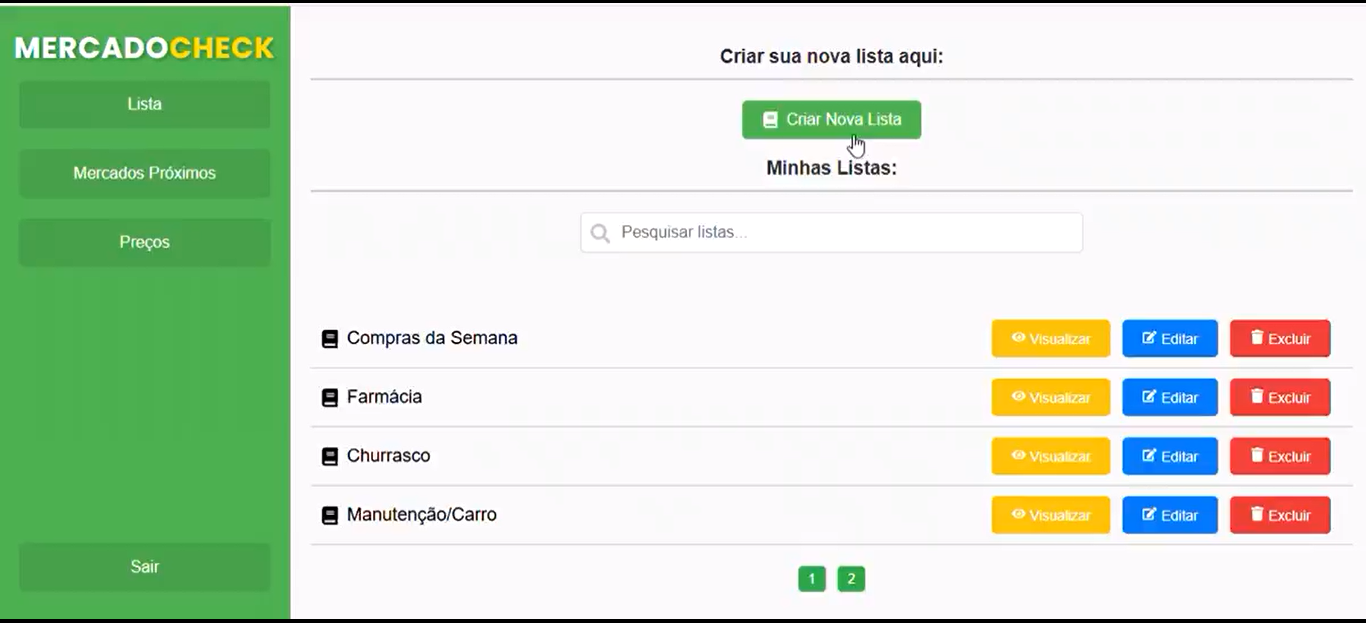 MERCADOCHECK
Lista
Mercados Próximos
Preços
Sair
Criar sua nova lista aqui:
Criar Nova Lista
Minhas Listas:
Pesquisar listas...
Compras da Semana Visualizar Editar Excluir
Farmácia Visualizar Editar Excluir
Churrasco Visualizar Editar Excluir
Manutenção/Carro Visualizar Editar Excluir
1 2